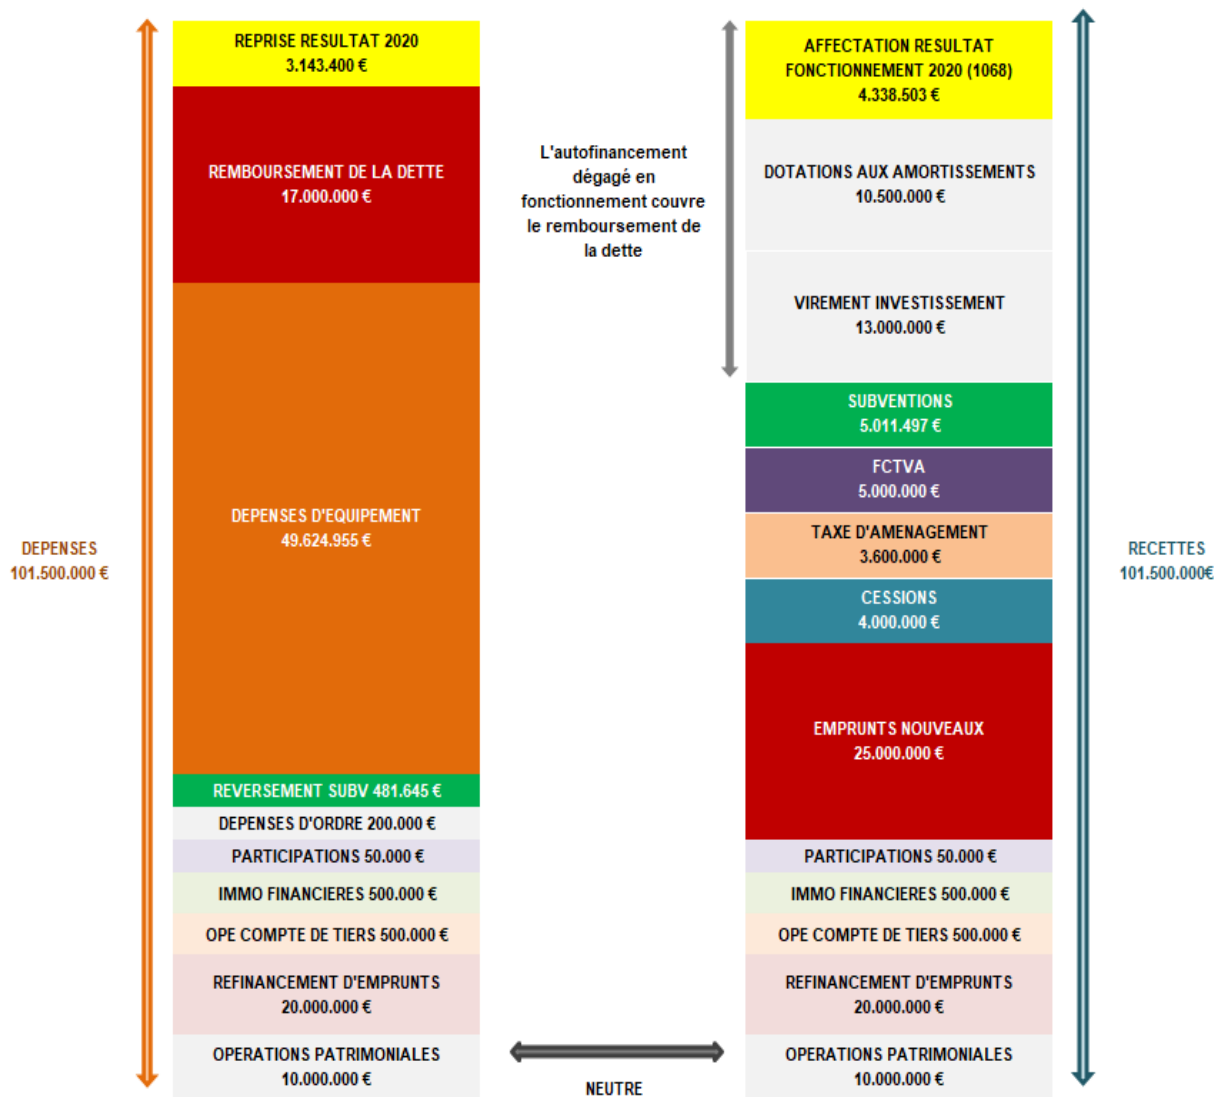 DEPENSES
101.500.000 €
REPRISE RESULTAT 2020
3.143.400 €
REMBOURSEMENT DE LA DETTE
17.000.000 €
DEPENSES D'EQUIPEMENT
49.624.955 €
REVERSEMENT SUBV 481.645 €
DEPENSES D'ORDRE 200.000 €
PARTICIPATIONS 50.000 €
IMMO FINANCIERES 500.000 €
OPE COMPTE DE TIERS 500.000 €
REFINANCEMENT D'EMPRUNTS
20.000.000 €
OPERATIONS PATRIMONIALES
10.000.000 €
L'autofinancement
dégagé en
fonctionnement couvre
le remboursement de
la dette
NEUTRE
AFFECTATION RESULTAT
FONCTIONNEMENT 2020 (1068)
4.338.503 €
DOTATIONS AUX AMORTISSEMENTS
10.500.000 €
VIREMENT INVESTISSEMENT
13.000.000 €
SUBVENTIONS
5.011.497 €
FCTVA
5.000.000 €
TAXE D'AMENAGEMENT
3.600.000 €
CESSIONS
4.000.000 €
EMPRUNTS NOUVEAUX
25.000.000 €
PARTICIPATIONS 50.000 €
IMMO FINANCIERES 500.000 €
OPE COMPTE DE TIERS 500.000 €
REFINANCEMENT D'EMPRUNTS
20.000.000 €
OPERATIONS PATRIMONIALES
10.000.000 €
RECETTES
101.500.000€